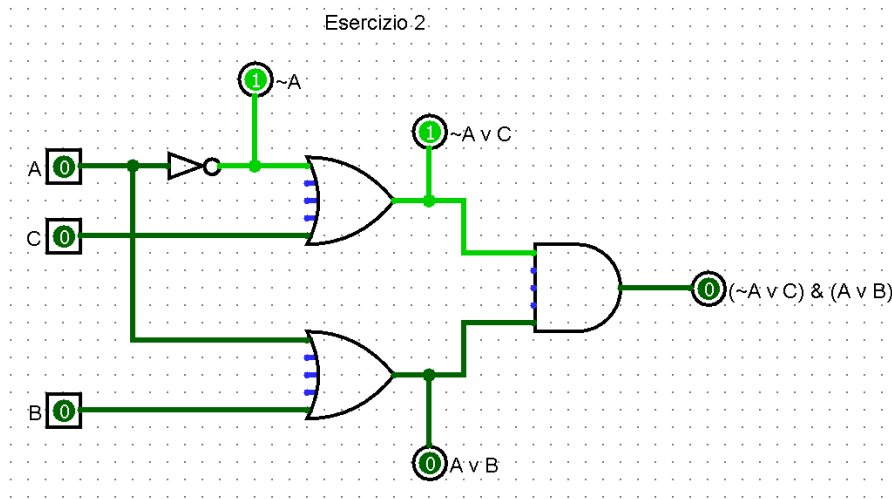 Esercizio 2
1 ~A
1 ~A v C
A 0
C 0
0 (~A v C) & (A v B)
B 0
0 A v B